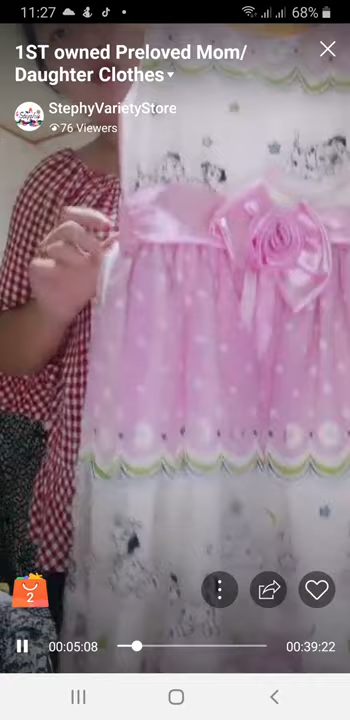 11:27
68%
1ST owned Preloved Mom/
Daughter Clothes
StephyVarietyStore
76 Viewers
2
00:05:08
00:39:22